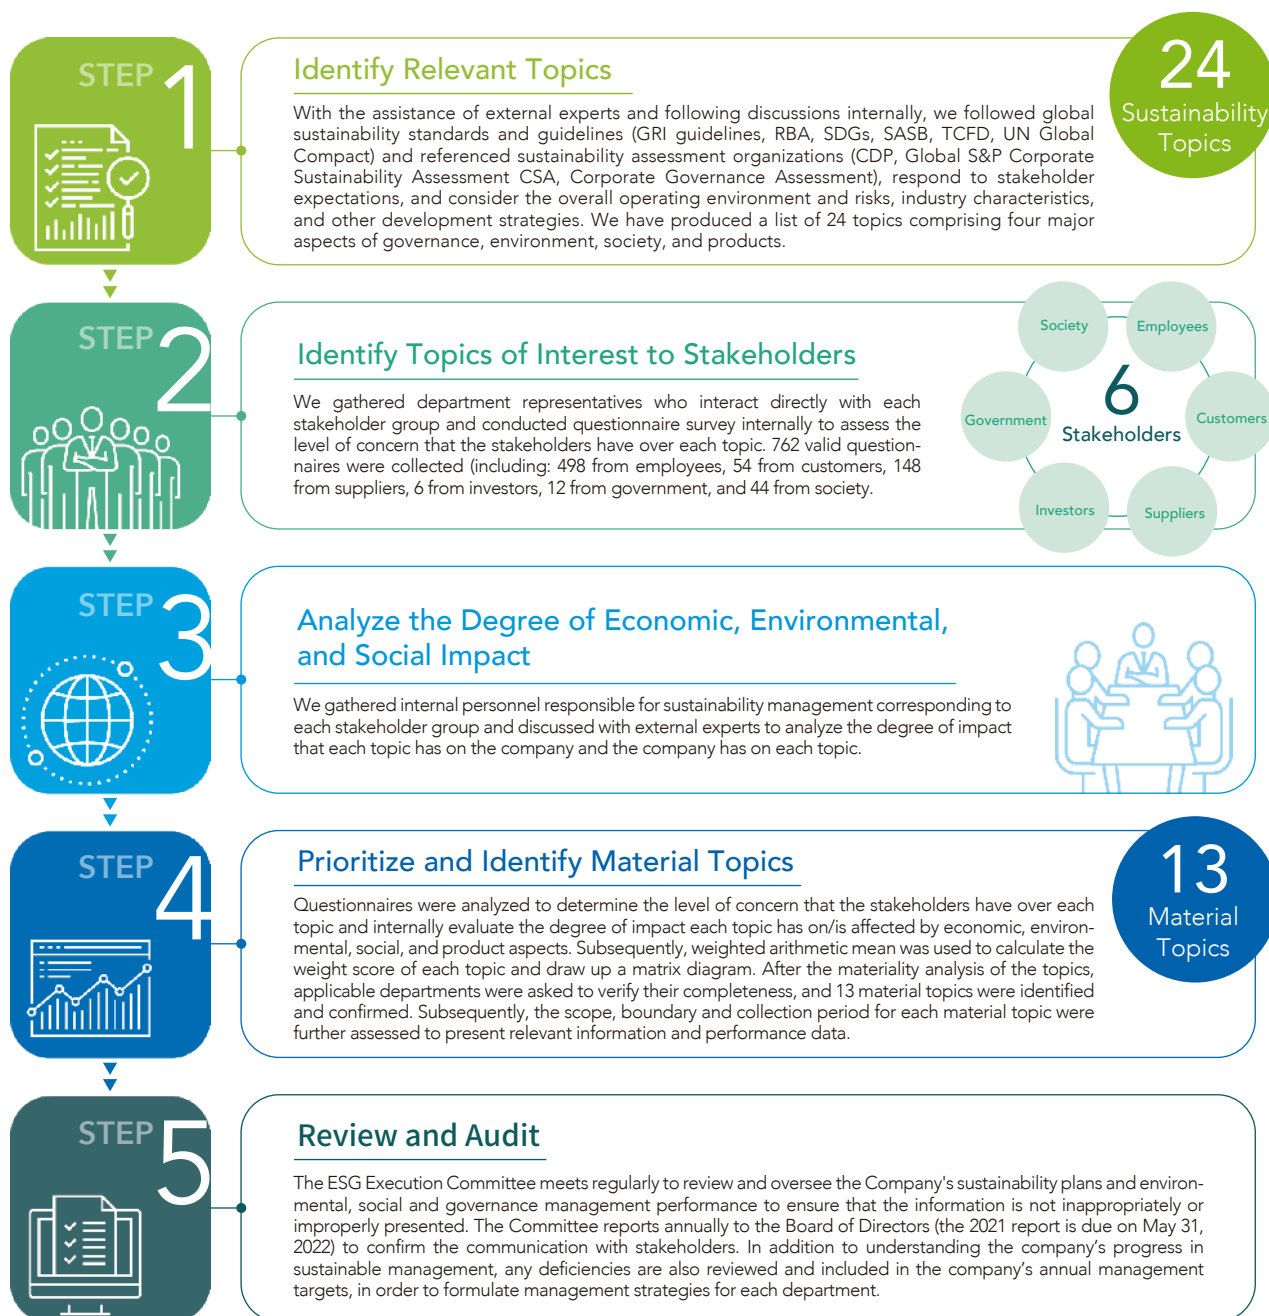 STEP 1
Identify Relevant Topics
With the assistance of external experts and following discussions internally, we followed global
sustainability standards and guidelines (GRI guidelines, RBA, SDGs, SASB, TCFD, UN Global
Compact) and referenced sustainability assessment organizations (CDP, Global S&P Corporate
Sustainability Assessment CSA, Corporate Governance Assessment), respond to stakeholder
expectations, and consider the overall operating environment and risks, industry characteristics,
and other development strategies. We have produced a list of 24 topics comprising four major
aspects of governance, environment, society, and products.
24
Sustainability
Topics
STEP 2
Identify Topics of Interest to Stakeholders
We gathered department representatives who interact directly with each
stakeholder group and conducted questionnaire survey internally to assess the
level of concern that the stakeholders have over each topic. 762 valid question-
naires were collected (including: 498 from employees, 54 from customers, 148
from suppliers, 6 from investors, 12 from government, and 44 from society.
Society
Employees
Government
6
Stakeholders
Customers
Investors
Suppliers
STEP 3
Analyze the Degree of Economic, Environmental,
and Social Impact
We gathered internal personnel responsible for sustainability management corresponding to
each stakeholder group and discussed with external experts to analyze the degree of impact
that each topic has on the company and the company has on each topic.
STEP 4
Prioritize and Identify Material Topics
Questionnaires were analyzed to determine the level of concern that the stakeholders have over each
topic and internally evaluate the degree of impact each topic has on/is affected by economic, environ-
mental, social, and product aspects. Subsequently, weighted arithmetic mean was used to calculate the
weight score of each topic and draw up a matrix diagram. After the materiality analysis of the topics,
applicable departments were asked to verify their completeness, and 13 material topics were identified
and confirmed. Subsequently, the scope, boundary and collection period for each material topic were
further assessed to present relevant information and performance data.
13
Material
Topics
STEP 5
Review and Audit
The ESG Execution Committee meets regularly to review and oversee the Company's sustainability plans and environ-
mental, social and governance management performance to ensure that the information is not inappropriately or
improperly presented. The Committee reports annually to the Board of Directors (the 2021 report is due on May 31,
2022) to confirm the communication with stakeholders. In addition to understanding the company's progress in
sustainable management, any deficiencies are also reviewed and included in the company's annual management
targets, in order to formulate management strategies for each department.